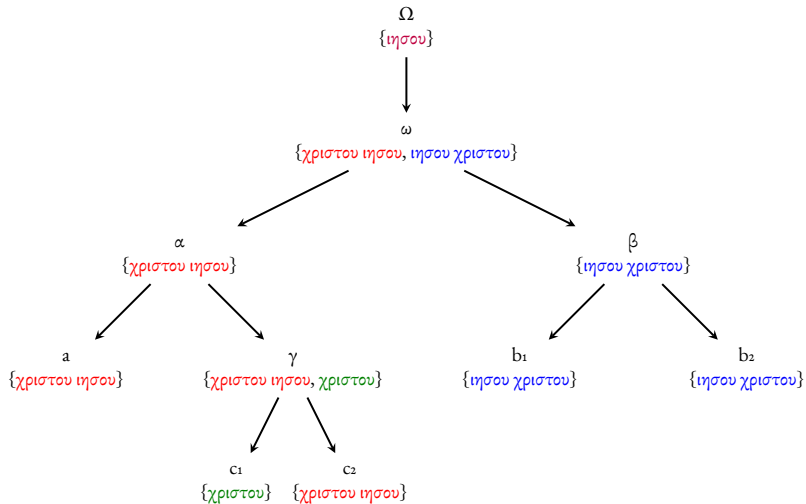 Ω
{ιησου}
ω
{χριστου ιησου, ιησου χριστου}
α
{χριστου ιησου}
β
{ιησου χριστου}
a
{χριστου ιησου}
γ
{χριστου ιησου, χριστου}
b1
{ιησου χριστου}
b2
{ιησου χριστου}
c1
{χριστου}
c2
{χριστου ιησου}